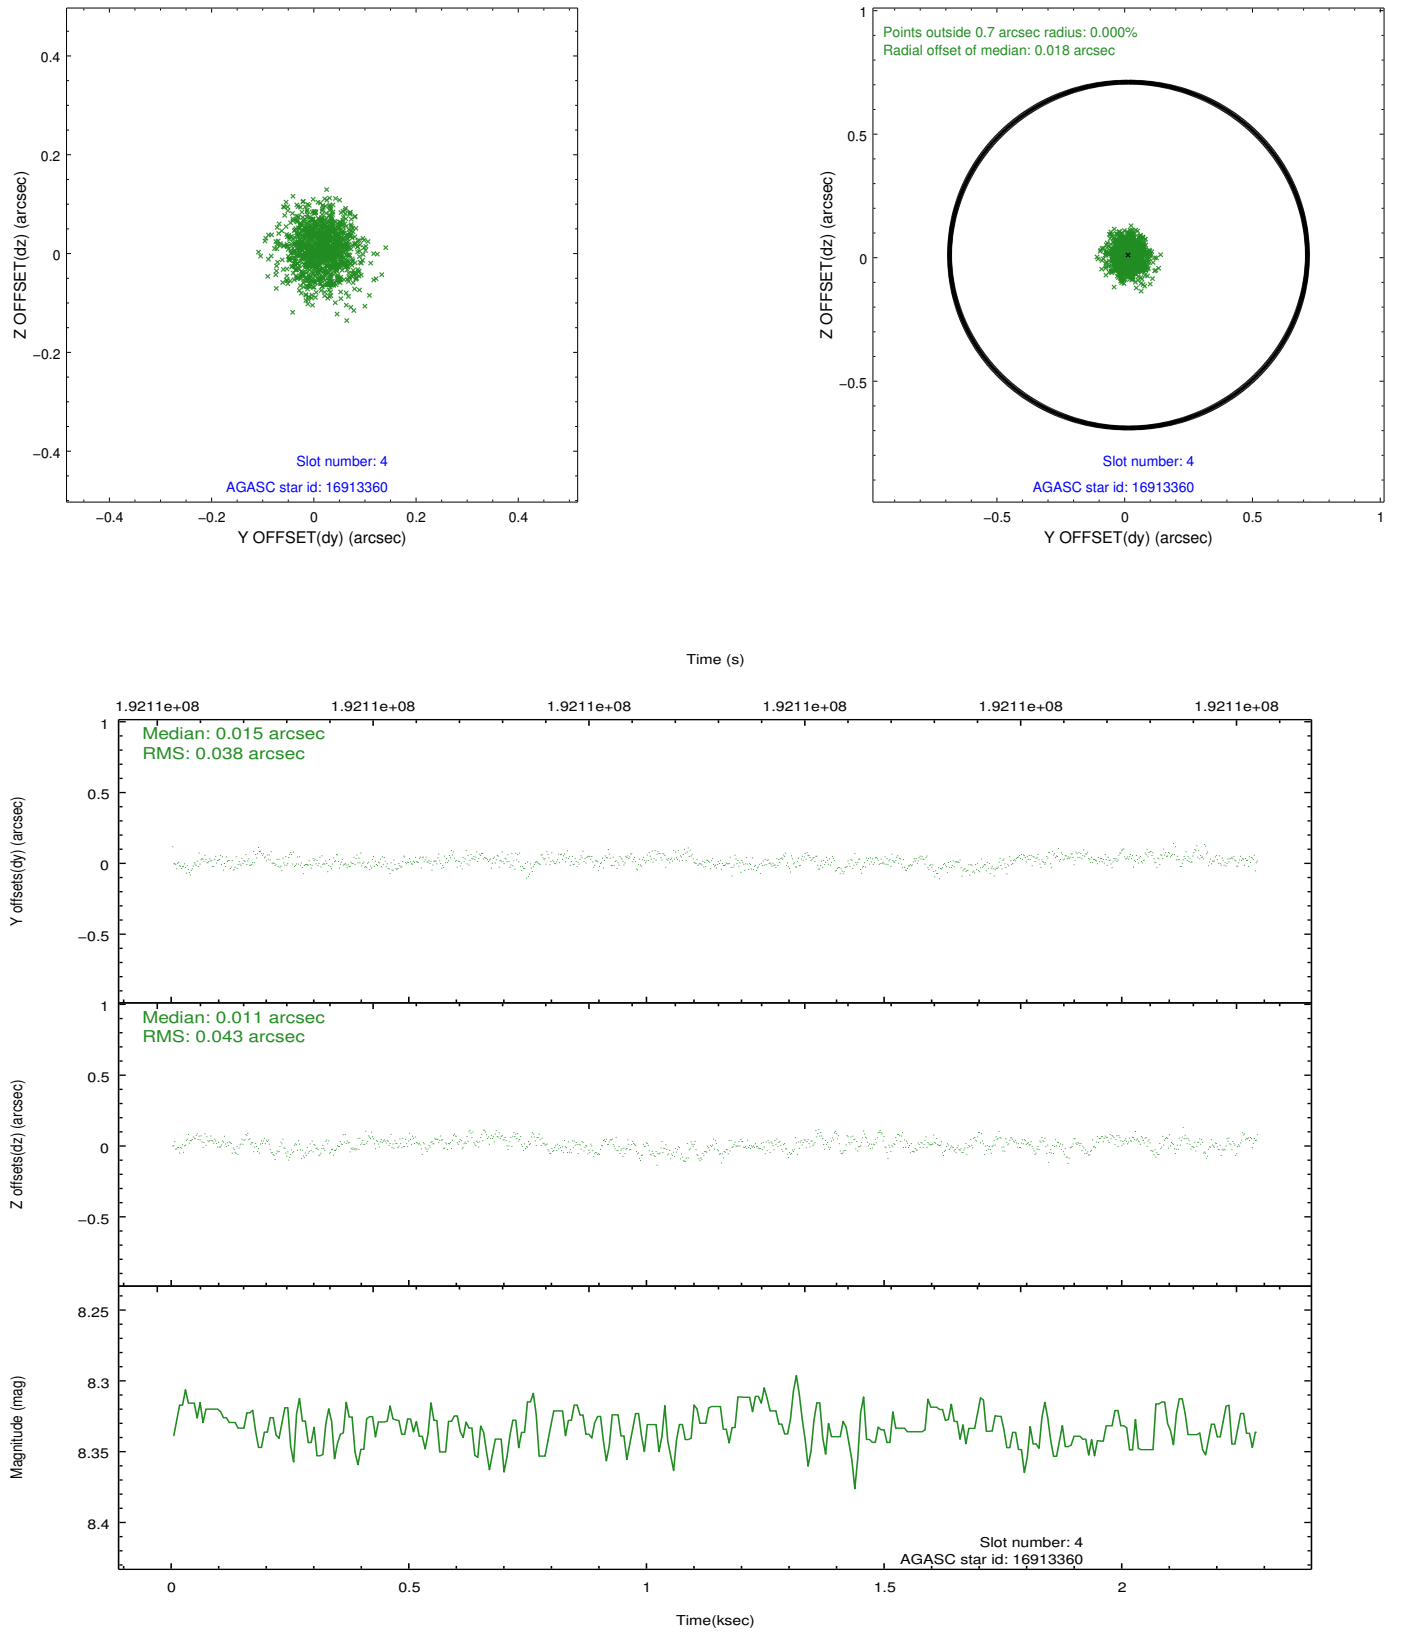 0.4
0.2
0
−0.2
−0.4
Z OFFSET(dz) (arcsec)
Slot number: 4
AGASC star id: 16913360
−0.4 −0.2 0 0.2 0.4
Y OFFSET(dy) (arcsec)
1
0.5
0
−0.5
Z OFFSET(dz) (arcsec)
Points outside 0.7 arcsec radius: 0.000%
Radial offset of median: 0.018 arcsec
Slot number: 4
AGASC star id: 16913360
−0.5 0 0.5 1
Y OFFSET(dy) (arcsec)
Time (s)
1.9211e+08 1.9211e+08 1.9211e+08 1.9211e+08 1.9211e+08 1.9211e+08
Median: 0.015 arcsec
RMS: 0.038 arcsec
1
0.5
0
−0.5
Y offsets(dy) (arcsec)
Median: 0.011 arcsec
RMS: 0.043 arcsec
1
0.5
0
−0.5
Z offsets(dz) (arcsec)
8.25
8.3
8.35
8.4
Magnitude (mag)
Slot number: 4
AGASC star id: 16913360
0 0.5 1 1.5 2
Time(ksec)